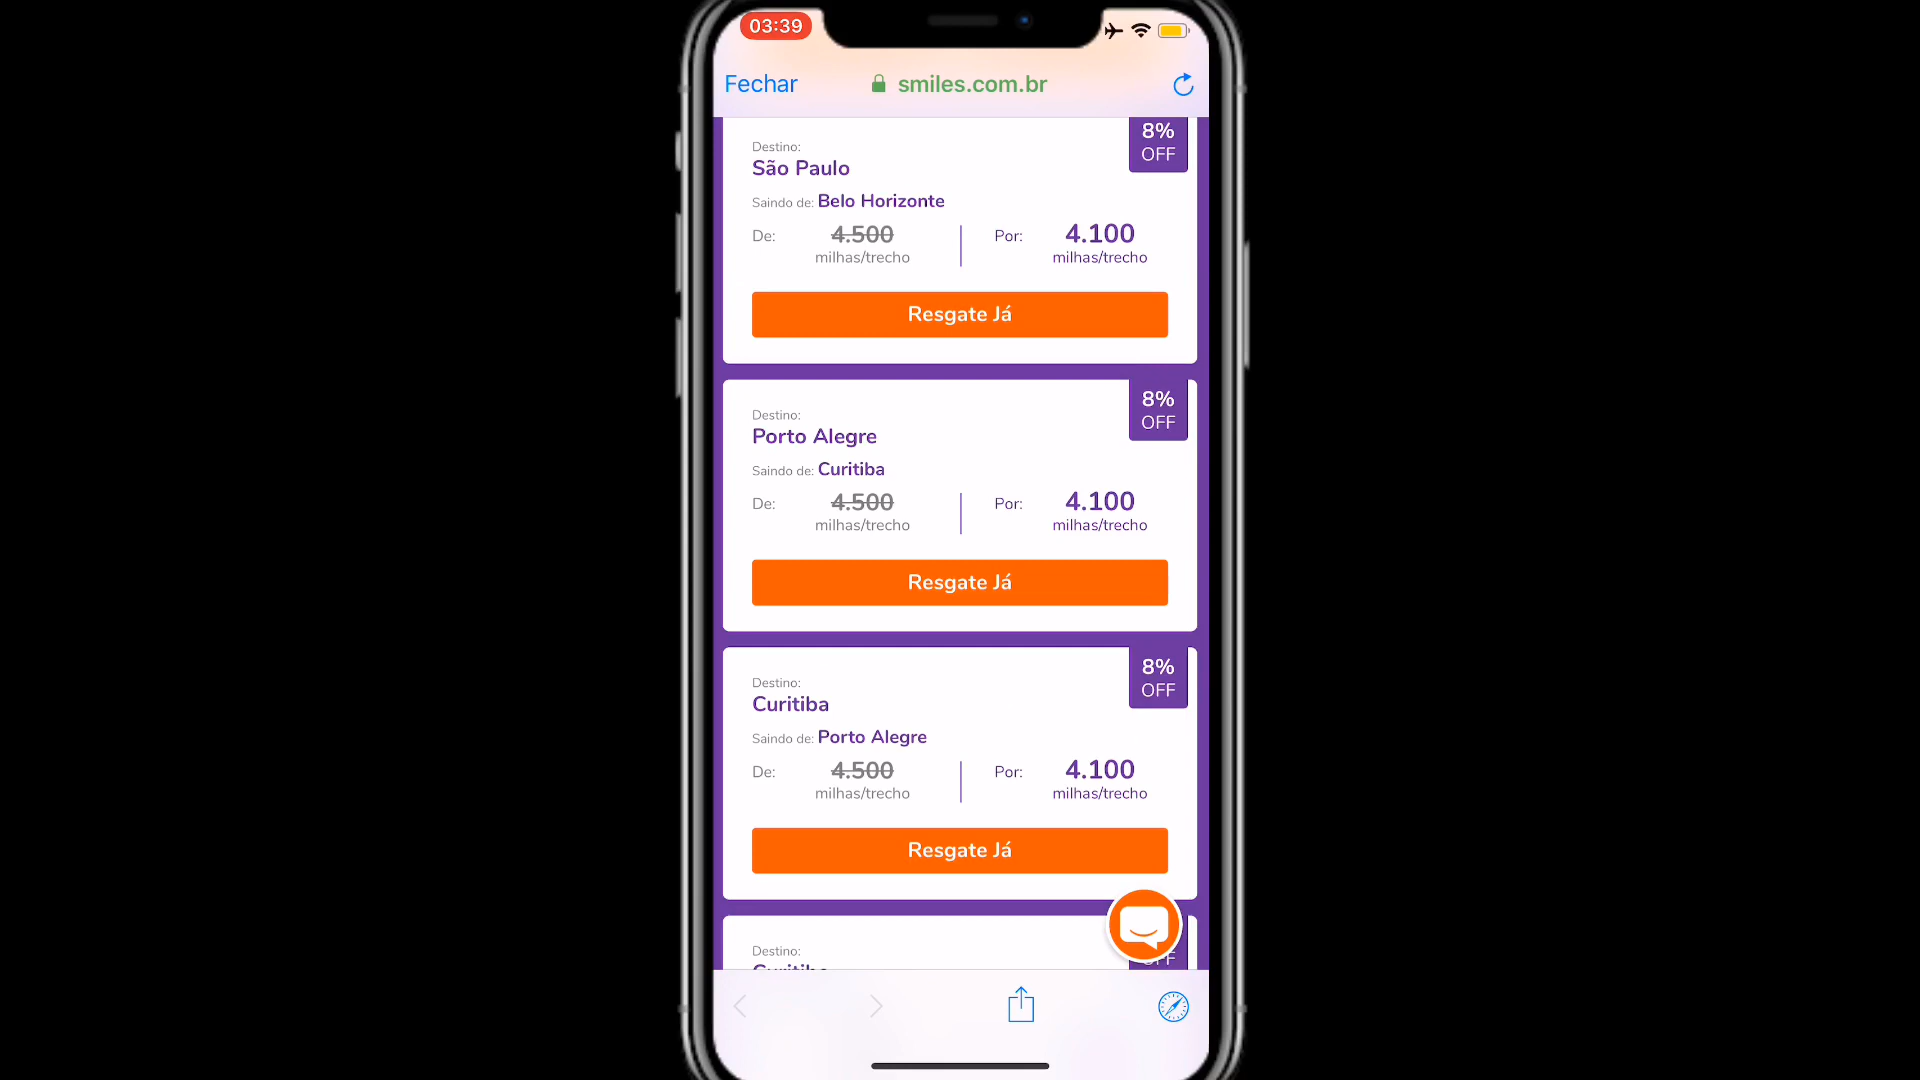 03:39
Fechar smiles.com.br
8%
OFF
Destino:
São Paulo
Saindo de: Belo Horizonte
De: 4.500 Por: 4.100
milhas/trecho milhas/trecho
Resgate Já
8%
OFF
Destino:
Porto Alegre
Saindo de: Curitiba
De: 4.500 Por: 4.100
milhas/trecho milhas/trecho
Resgate Já
8%
OFF
Destino:
Curitiba
Saindo de: Porto Alegre
De: 4.500 Por: 4.100
milhas/trecho milhas/trecho
Resgate Já
Destino:
Curitiba